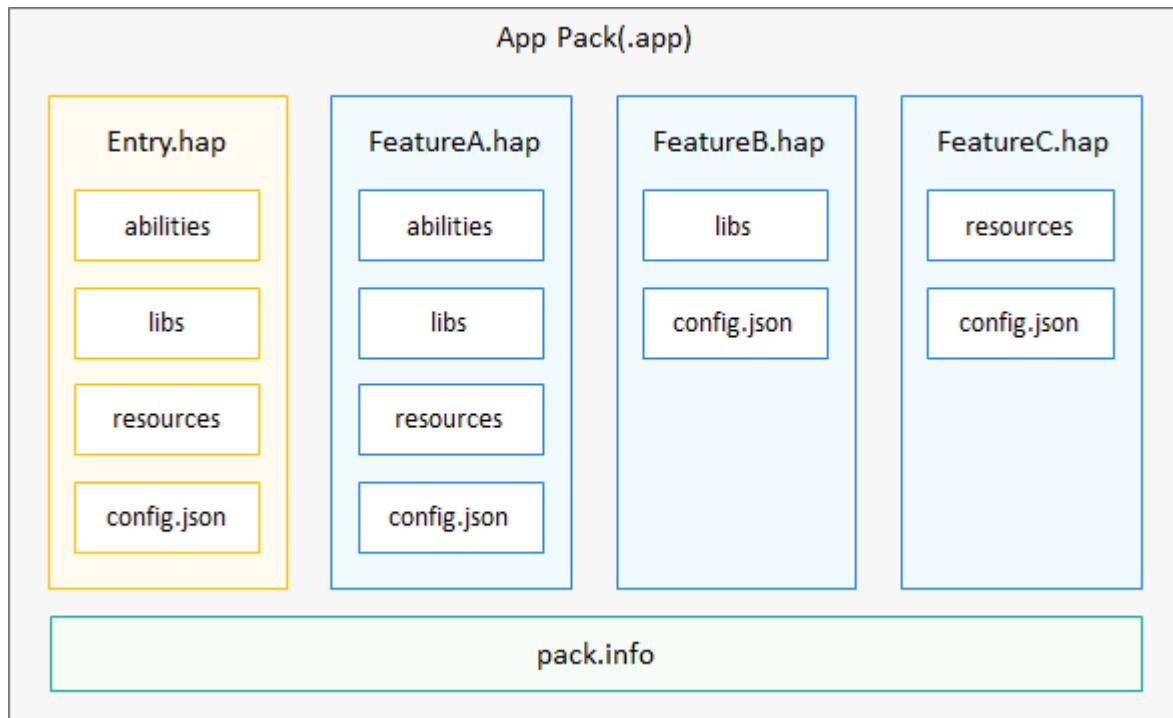 App Pack(.app)
Entry.hap
abilities
libs
resources
config.json
FeatureA.hap
abilities
libs
resources
config.json
FeatureB.hap
libs
config.json
FeatureC.hap
resources
config.json
pack.info